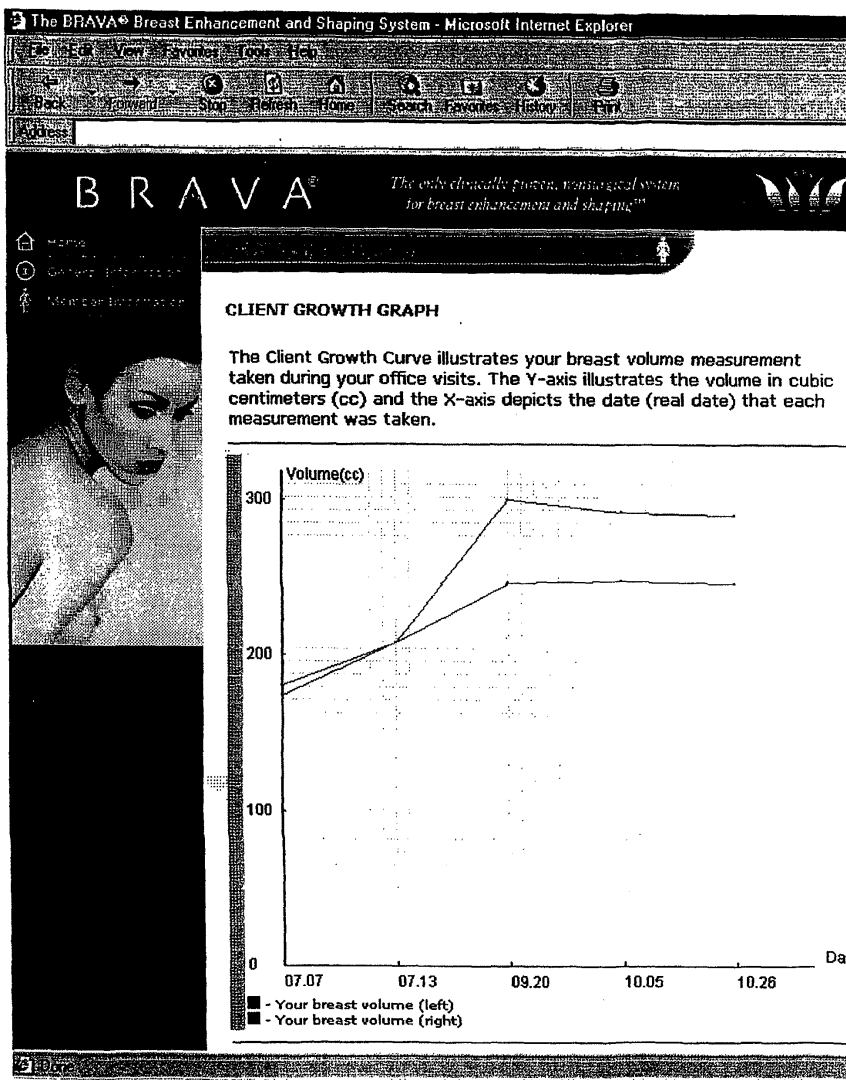 The BRAVA® Breast Enhancement and Shaping System - Microsoft Internet Explorer
File Edit View Favorites Tools Help
Back Forward Stop Refresh Home Search Favorites History Print
Address
BRAVA®
The only clinically proven, nonsurgical system
for breast enhancement and shaping™
Home
General Information
Member Information
CLIENT GROWTH GRAPH
The Client Growth Curve illustrates your breast volume measurement
taken during your office visits. The Y-axis illustrates the volume in cubic
centimeters (cc) and the X-axis depicts the date (real date) that each
measurement was taken.
Volume(cc)
300
200
100
0
Da
07.07 07.13 09.20 10.05 10.26
- Your breast volume (left)
- Your breast volume (right)
Done